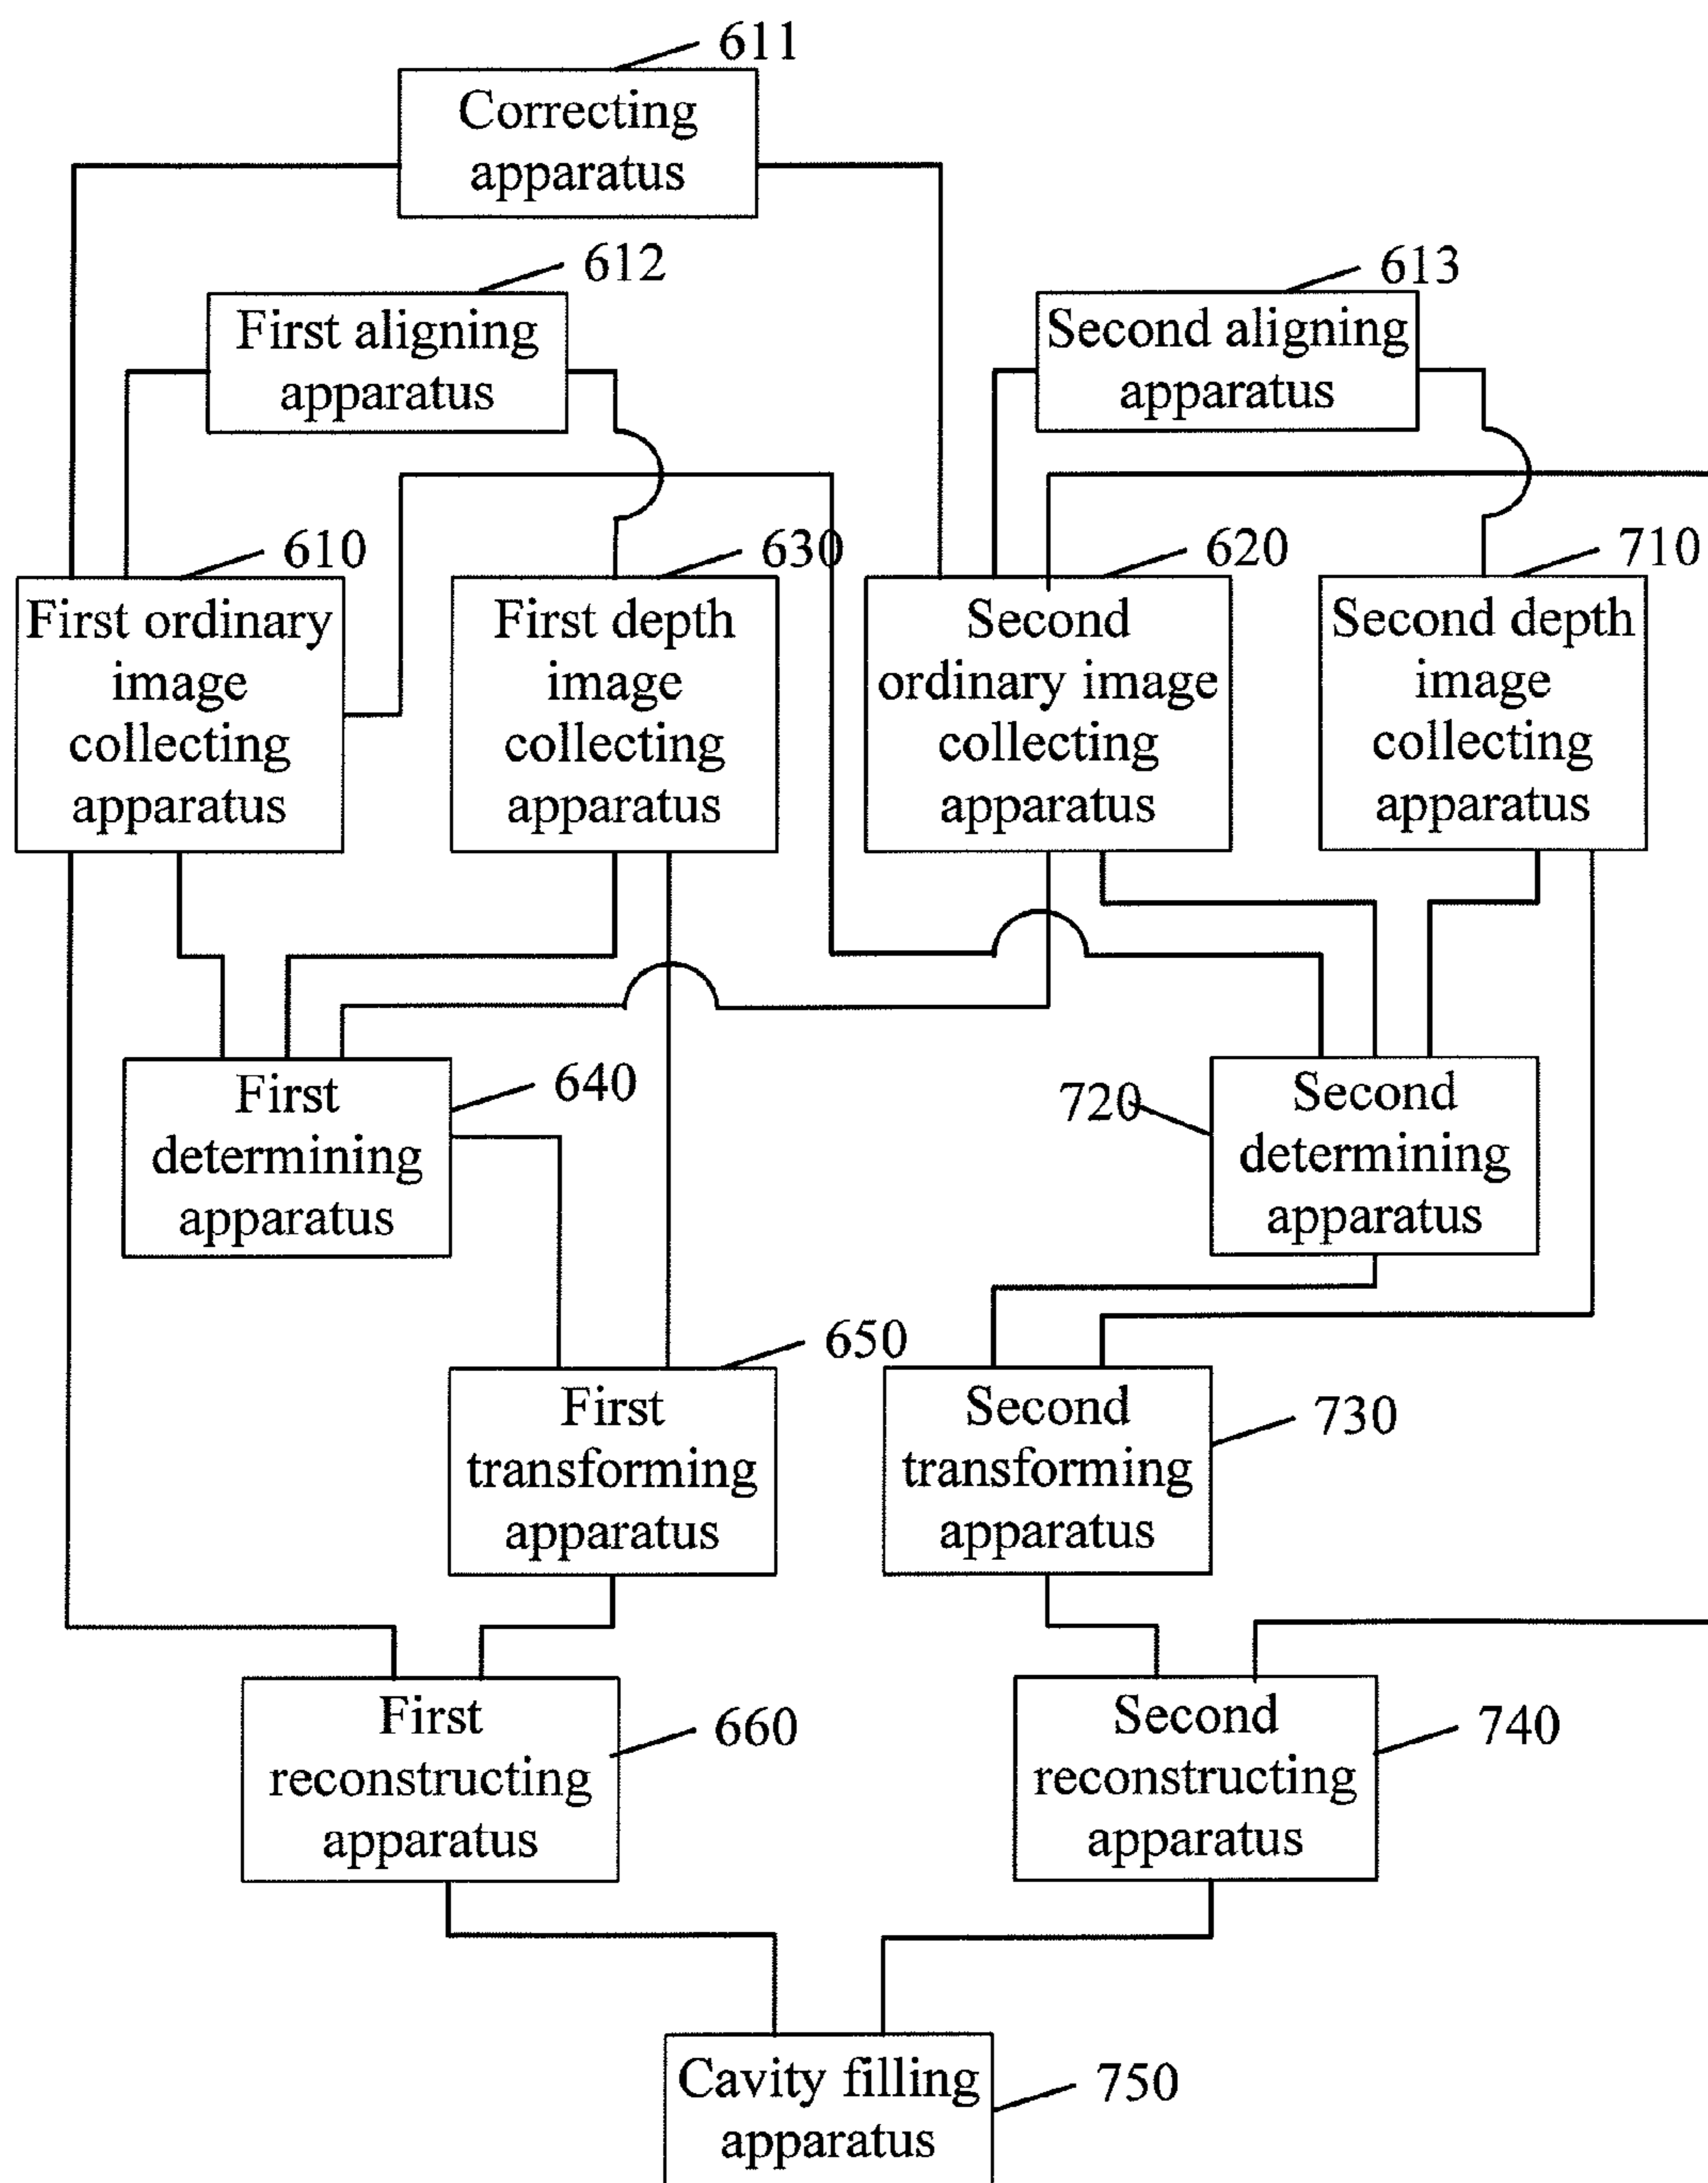 611
Correcting
apparatus
612
First aligning
apparatus
613
Second aligning
apparatus
610
First ordinary
image
collecting
apparatus
630
First depth
image
collecting
apparatus
620
Second
ordinary image
collecting
apparatus
710
Second depth
image
collecting
apparatus
640
First
determining
apparatus
720
Second
determining
apparatus
650
First
transforming
apparatus
730
Second
transforming
apparatus
660
First
reconstructing
apparatus
740
Second
reconstructing
apparatus
750
Cavity filling
apparatus